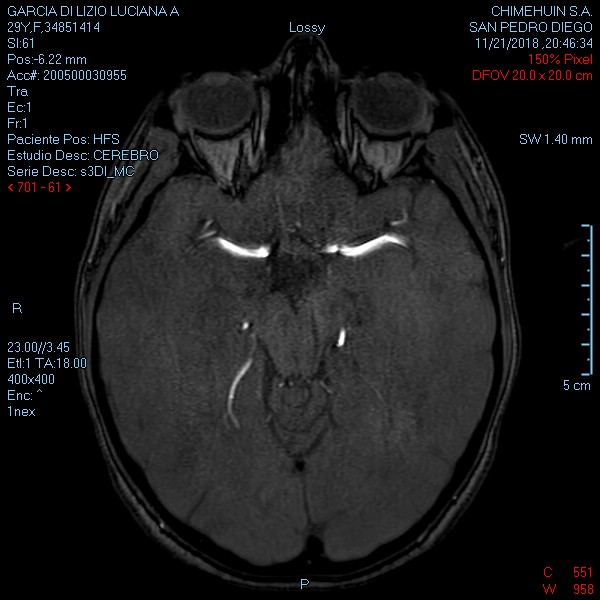 GARCIA DI LIZIO LUCIANA A
29Y,F,34851414
Sl:61
Pos:-6.22 mm
Acc#: 200500030955
Tra
Ec:1
Fr:1
Paciente Pos: HFS
Estudio Desc: CEREBRO
Serie Desc: s3DI_MC
< 701 - 61 >
Lossy
CHIMEHUIN S.A.
SAN PEDRO DIEGO
11/21/2018 ,20:46:34
150% Pixel
DFOV 20.0 x 20.0 cm
SW 1.40 mm
R
23.00//3.45
Etl:1 TA:18.00
400x400
Enc: ^
1nex
5 cm
P
C 551
W 958